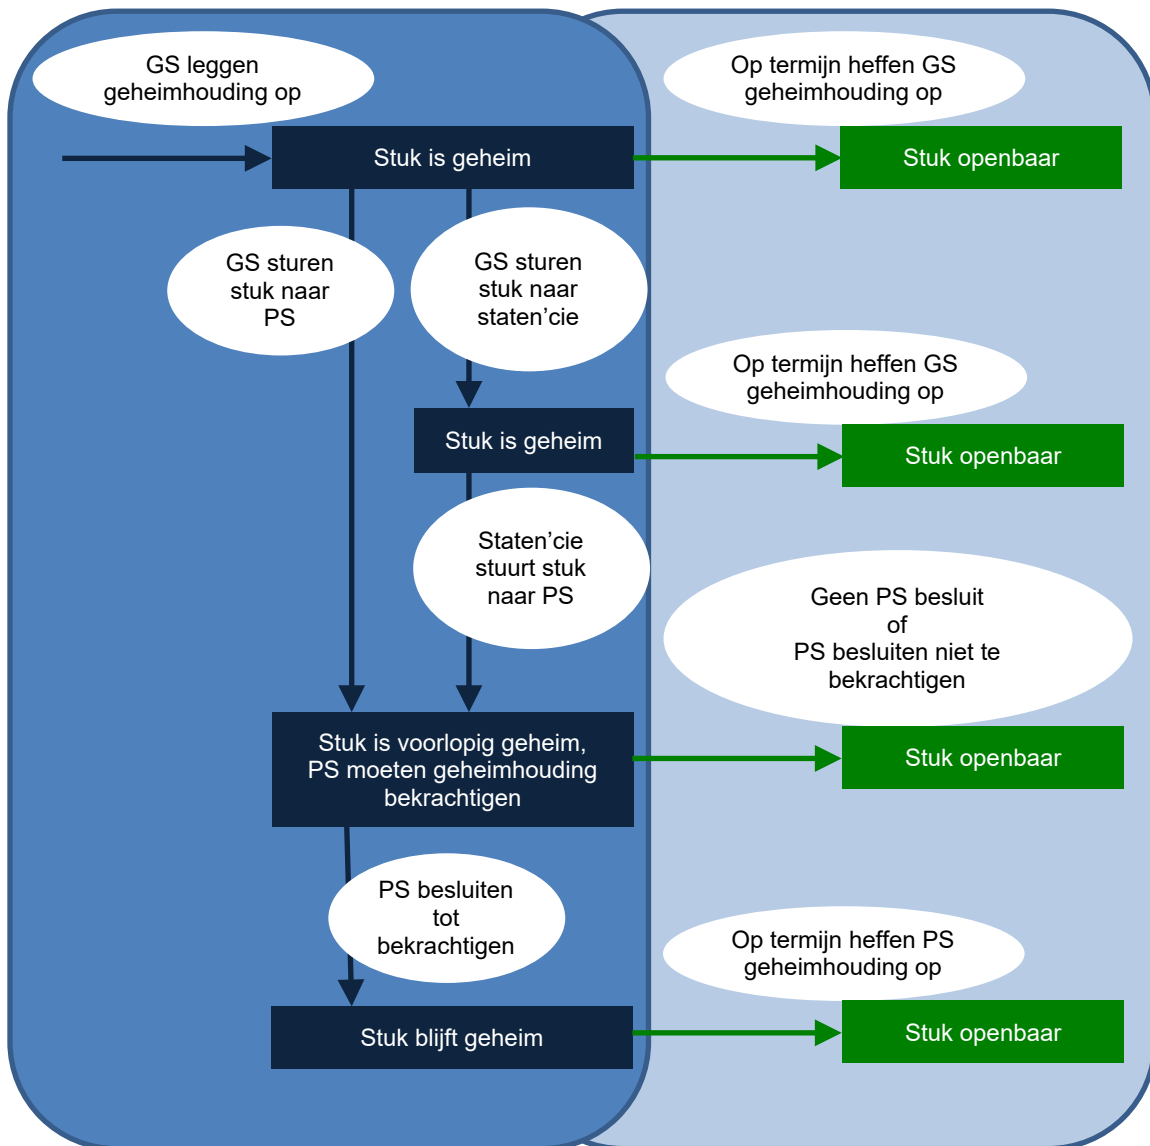 GS leggen
geheimhouding op
Op termijn heffen GS
geheimhouding op
Stuk is geheim
Stuk openbaar
GS sturen
stuk naar
PS
GS sturen
stuk naar
staten’cie
Op termijn heffen GS
geheimhouding op
Stuk is geheim
Stuk openbaar
Staten’cie
stuurt stuk
naar PS
Geen PS besluit
of
PS besluiten niet te
bekrachtigen
Stuk is voorlopig geheim,
PS moeten geheimhouding
bekrachtigen
Stuk openbaar
PS besluiten
tot
bekrachtigen
Op termijn heffen PS
geheimhouding op
Stuk blijft geheim
Stuk openbaar